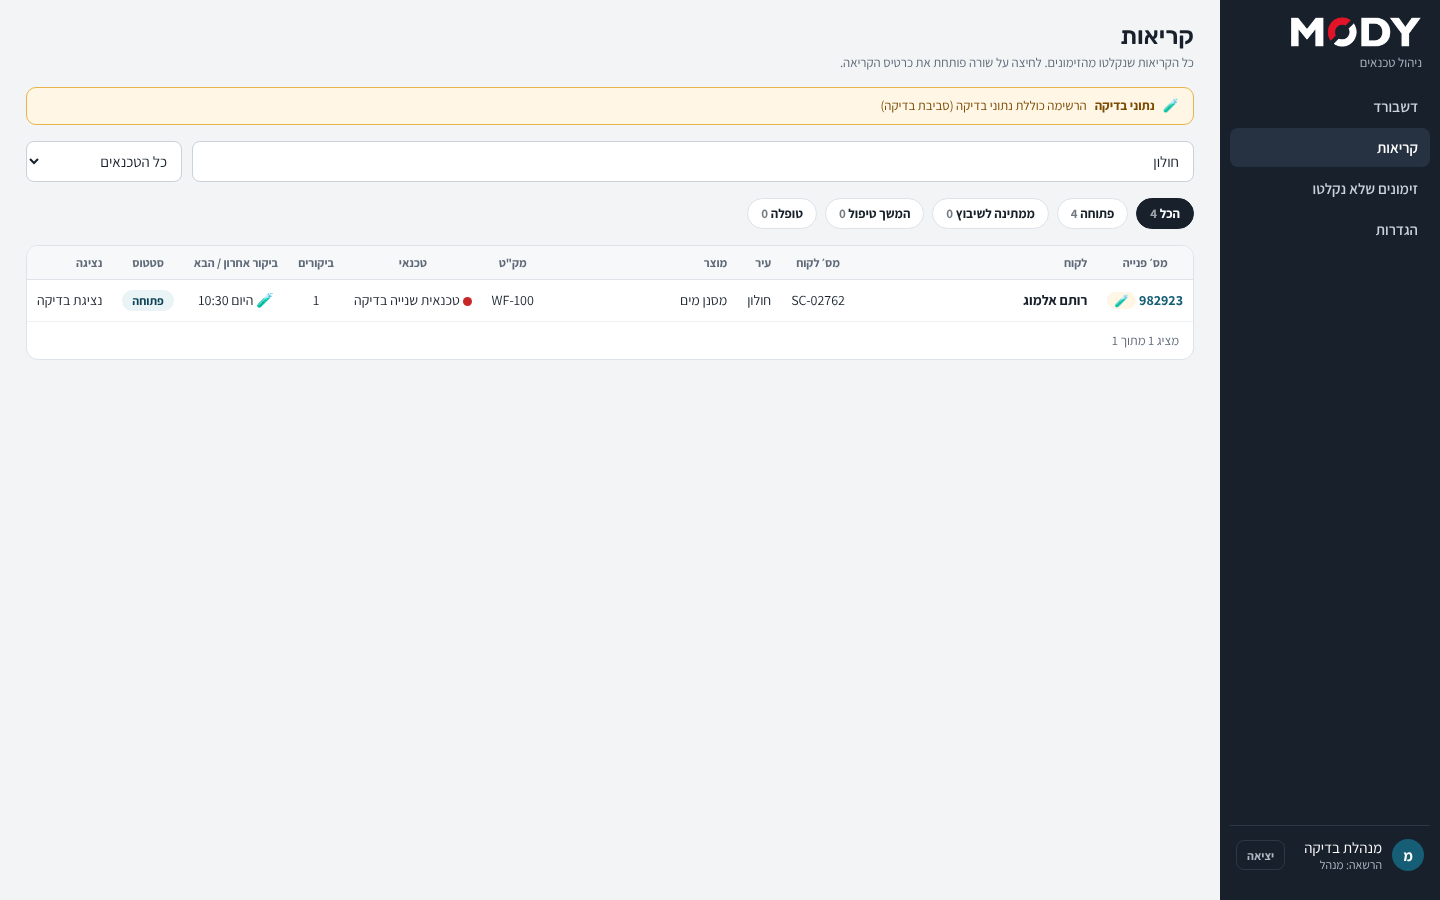 MODY
ניהול טכנאים
דשבורד
קריאות
זימונים שלא נקלטו
הגדרות
מ
מנהלת בדיקה
הרשאה: מנהל
יציאה
קריאות
כל הקריאות שנקלטו מהזימונים. לחיצה על שורה פותחת את כרטיס הקריאה.
נתוני בדיקה הרשימה כוללת נתוני בדיקה (סביבת בדיקה)
חולון
כל הטכנאים
הכל 4 פתוחה 4 ממתינה לשיבוץ 0 המשך טיפול 0 טופלה 0
מס׳ פנייה לקוח מס׳ לקוח עיר מוצר מק"ט טכנאי ביקורים ביקור אחרון / הבא סטטוס נציגה
982923 רותם אלמוג SC-02762 חולון מסנן מים WF-100 טכנאית שנייה בדיקה 1 היום 10:30 פתוחה נציגת בדיקה
מציג 1 מתוך 1